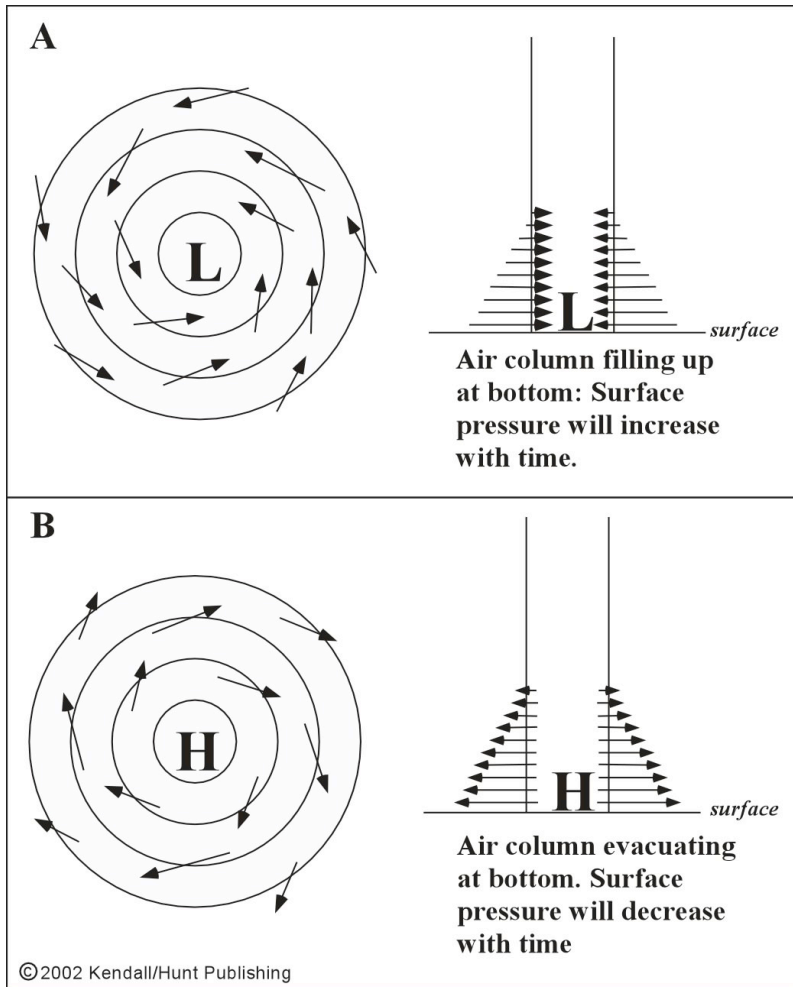 A
L
L
surface
Air column filling up
at bottom: Surface
pressure will increase
with time.
B
H
H
surface
Air column evacuating
at bottom. Surface
pressure will decrease
with time
©2002 Kendall/Hunt Publishing